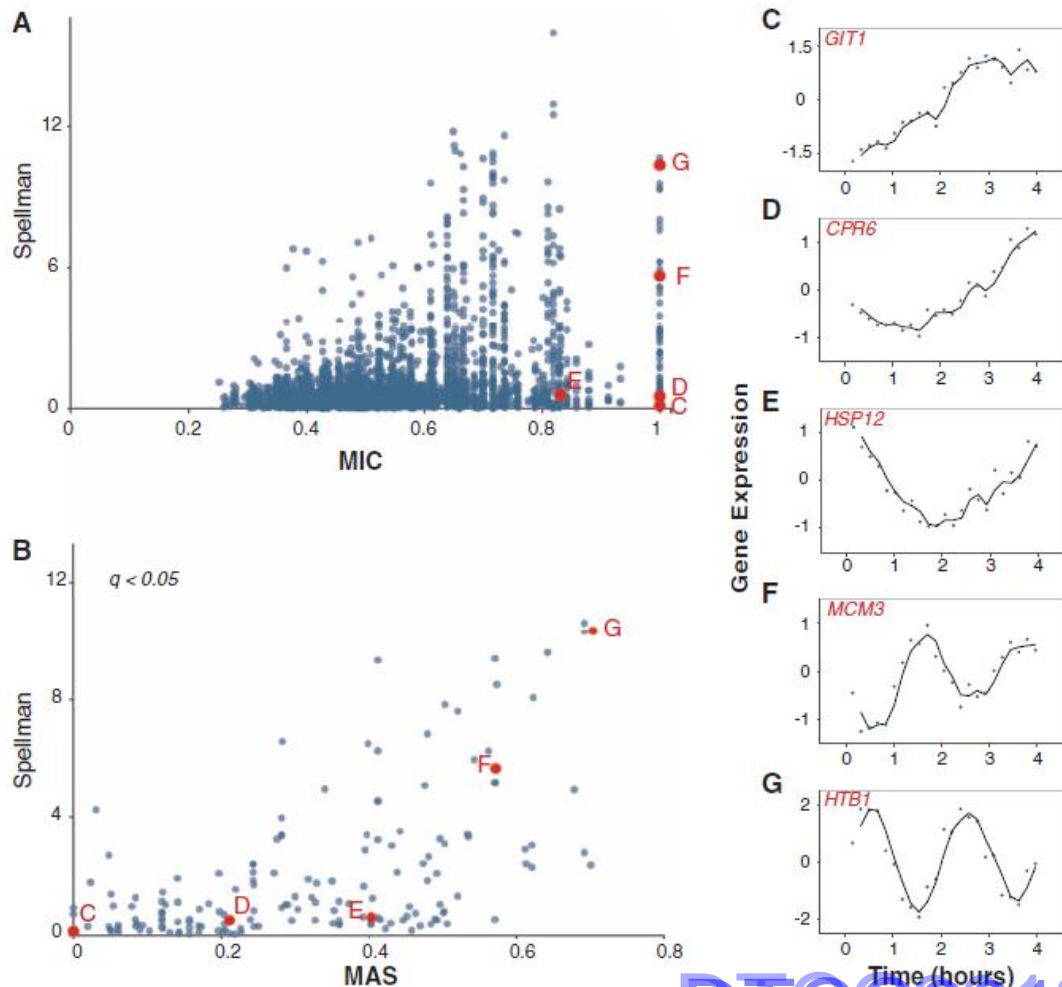 A
Spellman
12
6
0
0
0.2
0.4
0.6
0.8
1
MIC
G
F
E
D
C
B
q < 0.05
Spellman
12
8
4
0
0
0.2
0.4
0.6
0.8
MAS
C
D
E
F
G
Gene Expression
C
GIT1
1.5
0
-1.5
0 1 2 3 4
D
CPR6
1
0
-1
0 1 2 3 4
E
HSP12
1
0
-1
0 1 2 3 4
F
MCM3
1
0
-1
0 1 2 3 4
G
HTB1
2
0
-2
0 1 2 3 4
Time (hours)